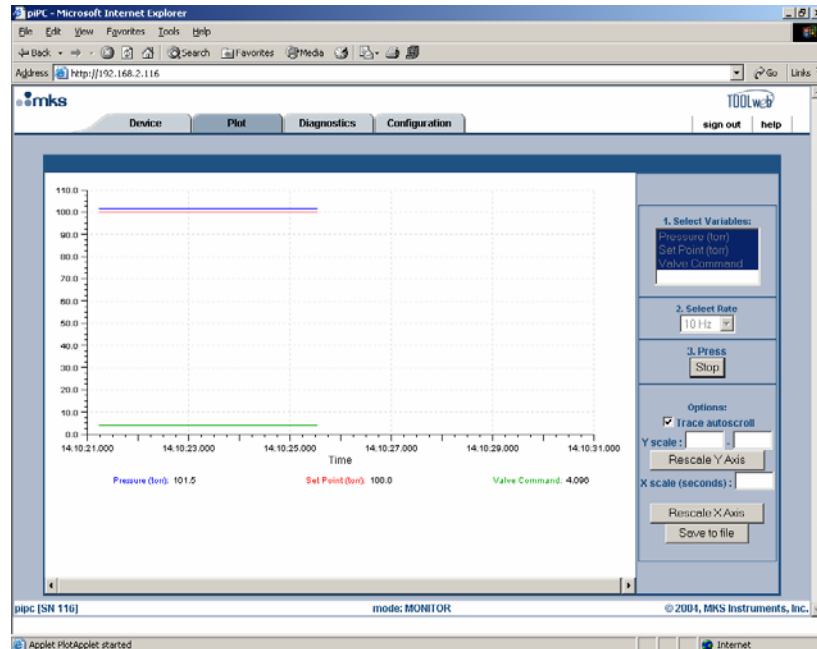 piPC - Microsoft Internet Explorer
File Edit View Favorites Tools Help
Back Search Favorites Media
Address http://192.168.2.116 Go Links
mks TOOLweb
Device Plot Diagnostics Configuration sign out help
110.0
100.0
90.0
80.0
70.0
60.0
50.0
40.0
30.0
20.0
10.0
0.0
14:10:21.000 14:10:23.000 14:10:25.000 14:10:27.000 14:10:29.000 14:10:31.000
Time
Pressure (torr): 101.5 Set Point (torr): 100.0 Valve Command: 4.096
1. Select Variables:
Pressure (torr)
Set Point (torr)
Valve Command
2. Select Rate
10 Hz
3. Press
Stop
Options:
Trace autoscroll
Y scale : -
Rescale Y Axis
X scale (seconds) :
Rescale X Axis
Save to file
pipc [SN 116] mode: MONITOR © 2004, MKS Instruments, Inc.
Applet PlotApplet started Internet